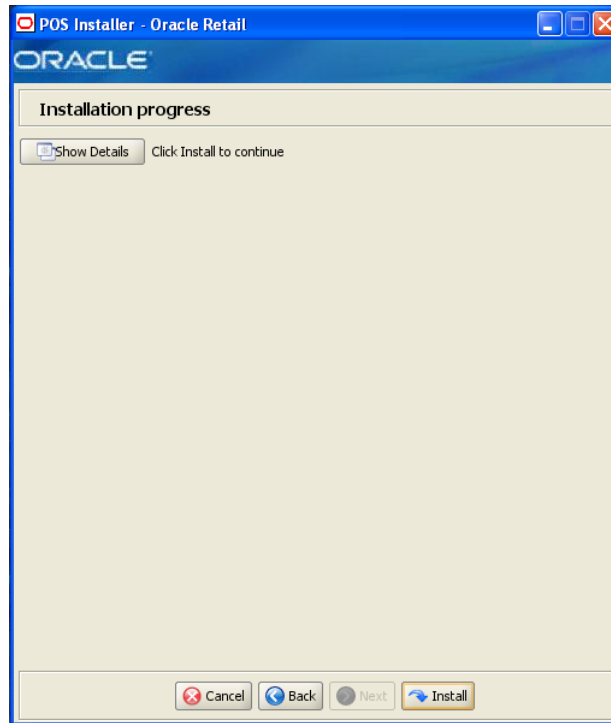 POS Installer - Oracle Retail
ORACLE
Installation progress
Show Details Click Install to continue
Cancel Back Next Install